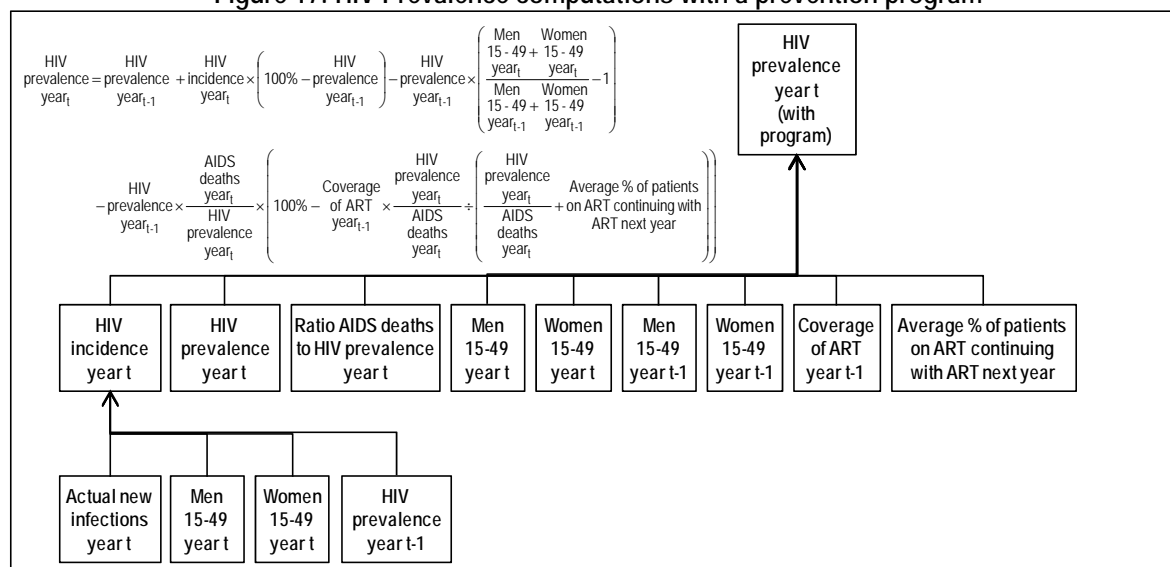 Figure 17. HIV Prevalence computations with a prevention program
HIV prevalence year_t = HIV prevalence year_t-1 + HIV incidence year_t × (100% − HIV prevalence year_t-1) − HIV prevalence year_t-1 × ((Men 15 - 49 year_t + Women 15 - 49 year_t) / (Men 15 - 49 year_t-1 + Women 15 - 49 year_t-1) − 1)
− HIV prevalence year_t-1 × (AIDS deaths year_t / HIV prevalence year_t) × (100% − Coverage of ART year_t-1 × (HIV prevalence year_t / AIDS deaths year_t) ÷ (HIV prevalence year_t / AIDS deaths year_t + Average % of patients on ART continuing with ART next year))
HIV
prevalence
year t
(with
program)
HIV
incidence
year t
HIV
prevalence
year t
Ratio AIDS deaths
to HIV prevalence
year t
Men
15-49
year t
Women
15-49
year t
Men
15-49
year t-1
Women
15-49
year t-1
Coverage
of ART
year t-1
Average % of patients
on ART continuing
with ART next year
Actual new
infections
year t
Men
15-49
year t
Women
15-49
year t
HIV
prevalence
year t-1